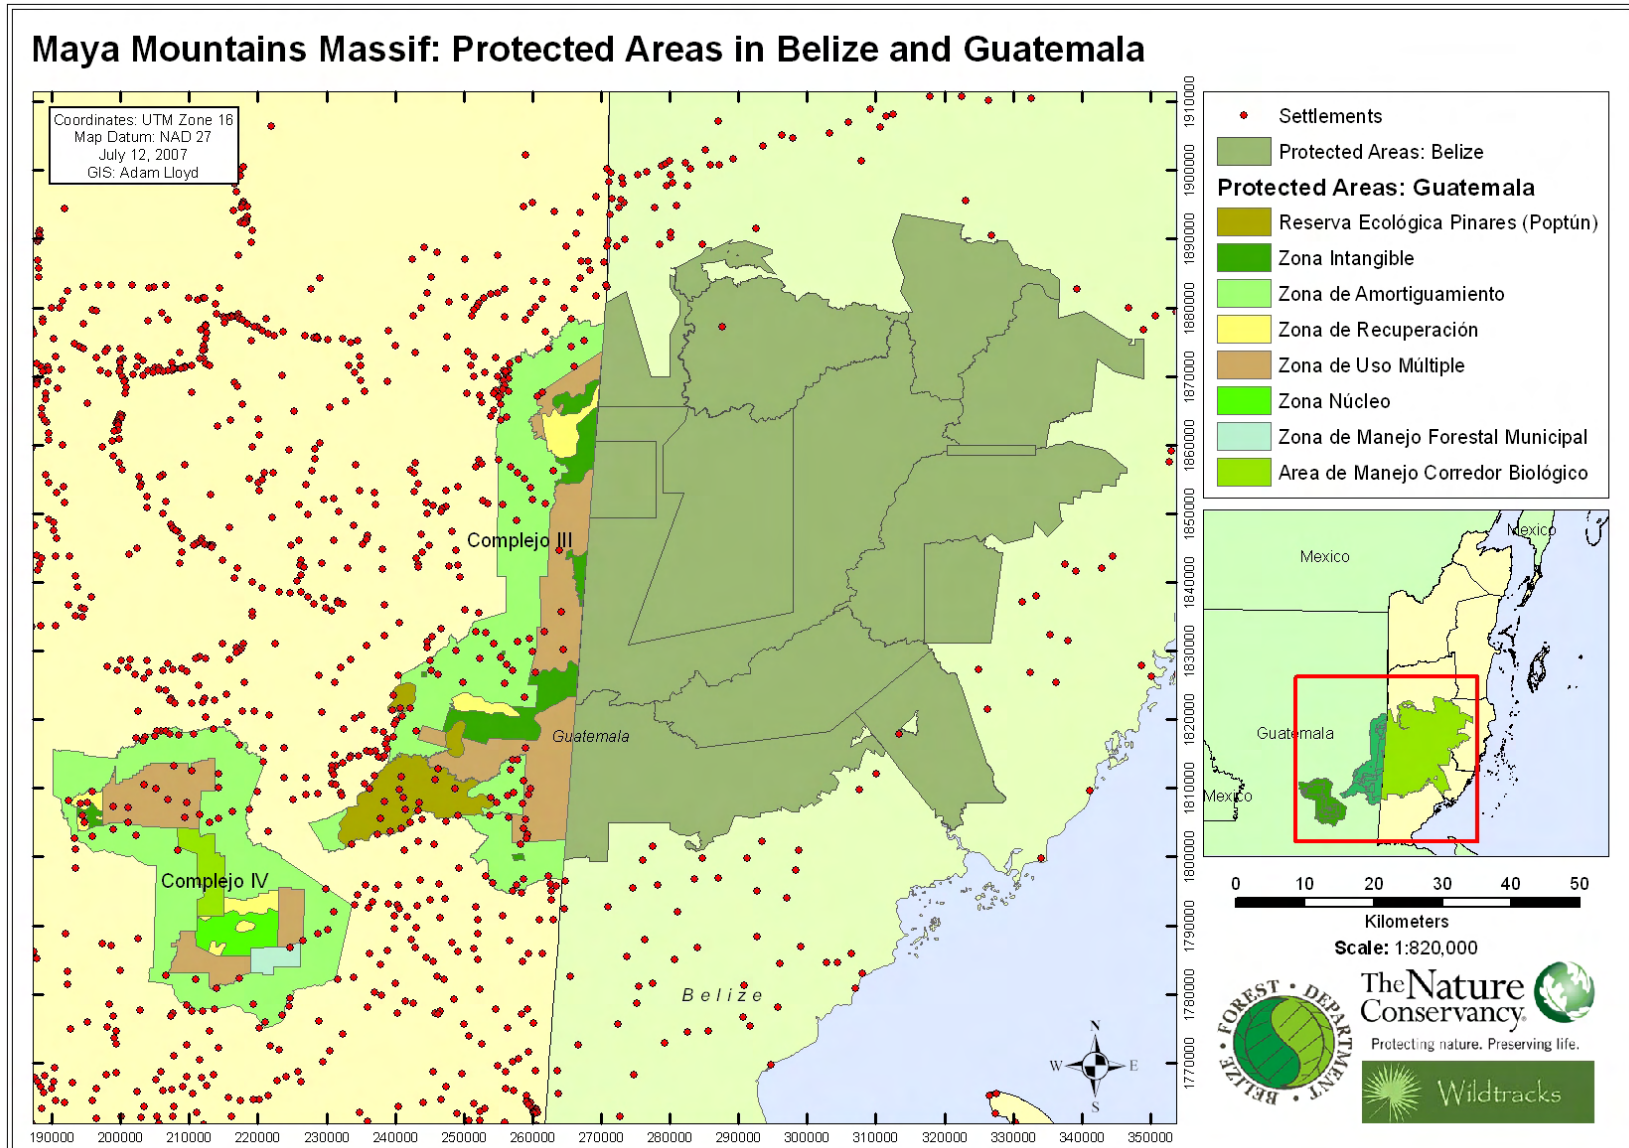 Maya Mountains Massif: Protected Areas in Belize and Guatemala
Coordinates: UTM Zone 16
Map Datum: NAD 27
July 12, 2007
GIS: Adam Lloyd
Complejo III
Guatemala
Complejo IV
Belize
N
W
E
S
190000
200000
210000
220000
230000
240000
250000
260000
270000
280000
290000
300000
310000
320000
330000
340000
350000
1910000
1900000
1890000
1880000
1870000
1860000
1850000
1840000
1830000
1820000
1810000
1800000
1790000
1780000
1770000
Settlements
Protected Areas: Belize
Protected Areas: Guatemala
Reserva Ecológica Pinares (Poptún)
Zona Intangible
Zona de Amortiguamiento
Zona de Recuperación
Zona de Uso Múltiple
Zona Núcleo
Zona de Manejo Forestal Municipal
Area de Manejo Corredor Biológico
Mexico
Mexico
Guatemala
Mexico
0 10 20 30 40 50
Kilometers
Scale: 1:820,000
FOREST • DEPARTMENT • BELIZE •
The Nature
Conservancy
Protecting nature. Preserving life.
Wildtracks